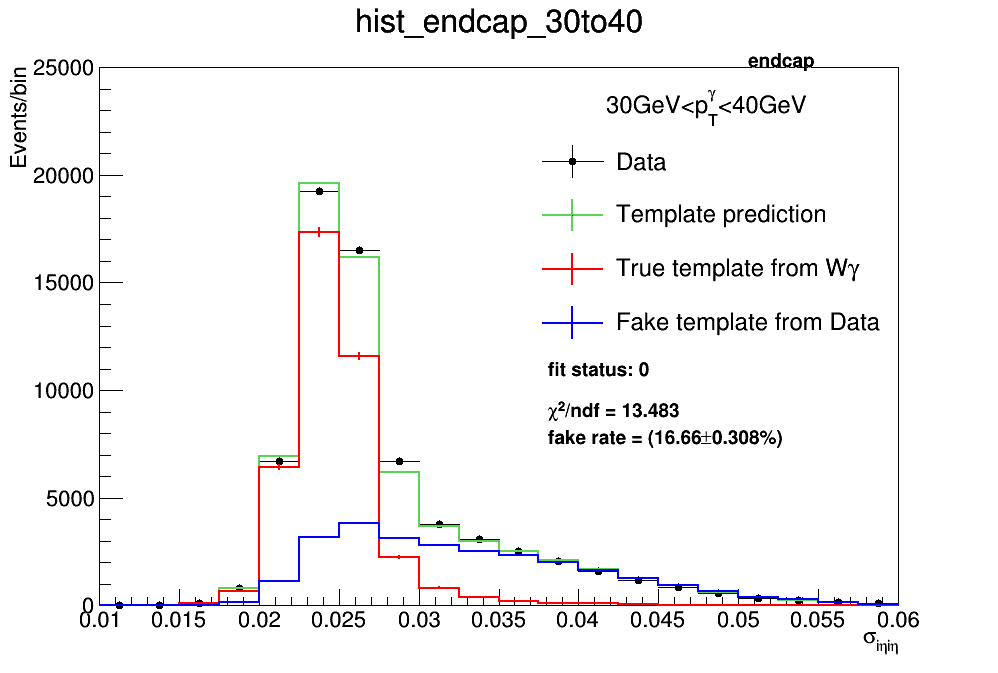 hist_endcap_30to40
endcap
Events/bin
25000
20000
15000
10000
5000
0
30GeV<p_T^γ<40GeV
Data
Template prediction
True template from Wγ
Fake template from Data
fit status: 0
χ²/ndf = 13.483
fake rate = (16.66±0.308%)
0.01 0.015 0.02 0.025 0.03 0.035 0.04 0.045 0.05 0.055 0.06
σiηiη